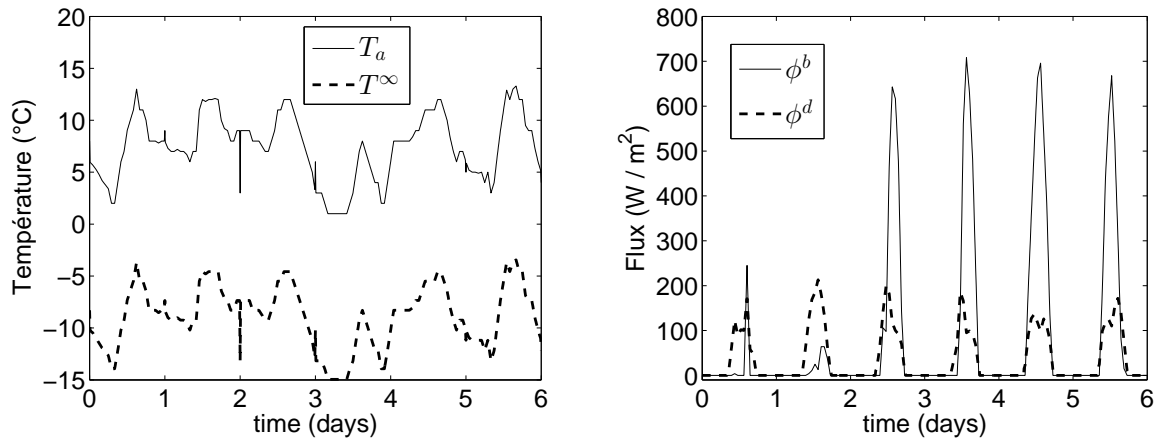 20
15
10
5
0
−5
−10
−15
Température (°C)
0 1 2 3 4 5 6
time (days)
T_a
T^∞
800
700
600
500
400
300
200
100
0
Flux (W / m²)
0 1 2 3 4 5 6
time (days)
ϕ^b
ϕ^d